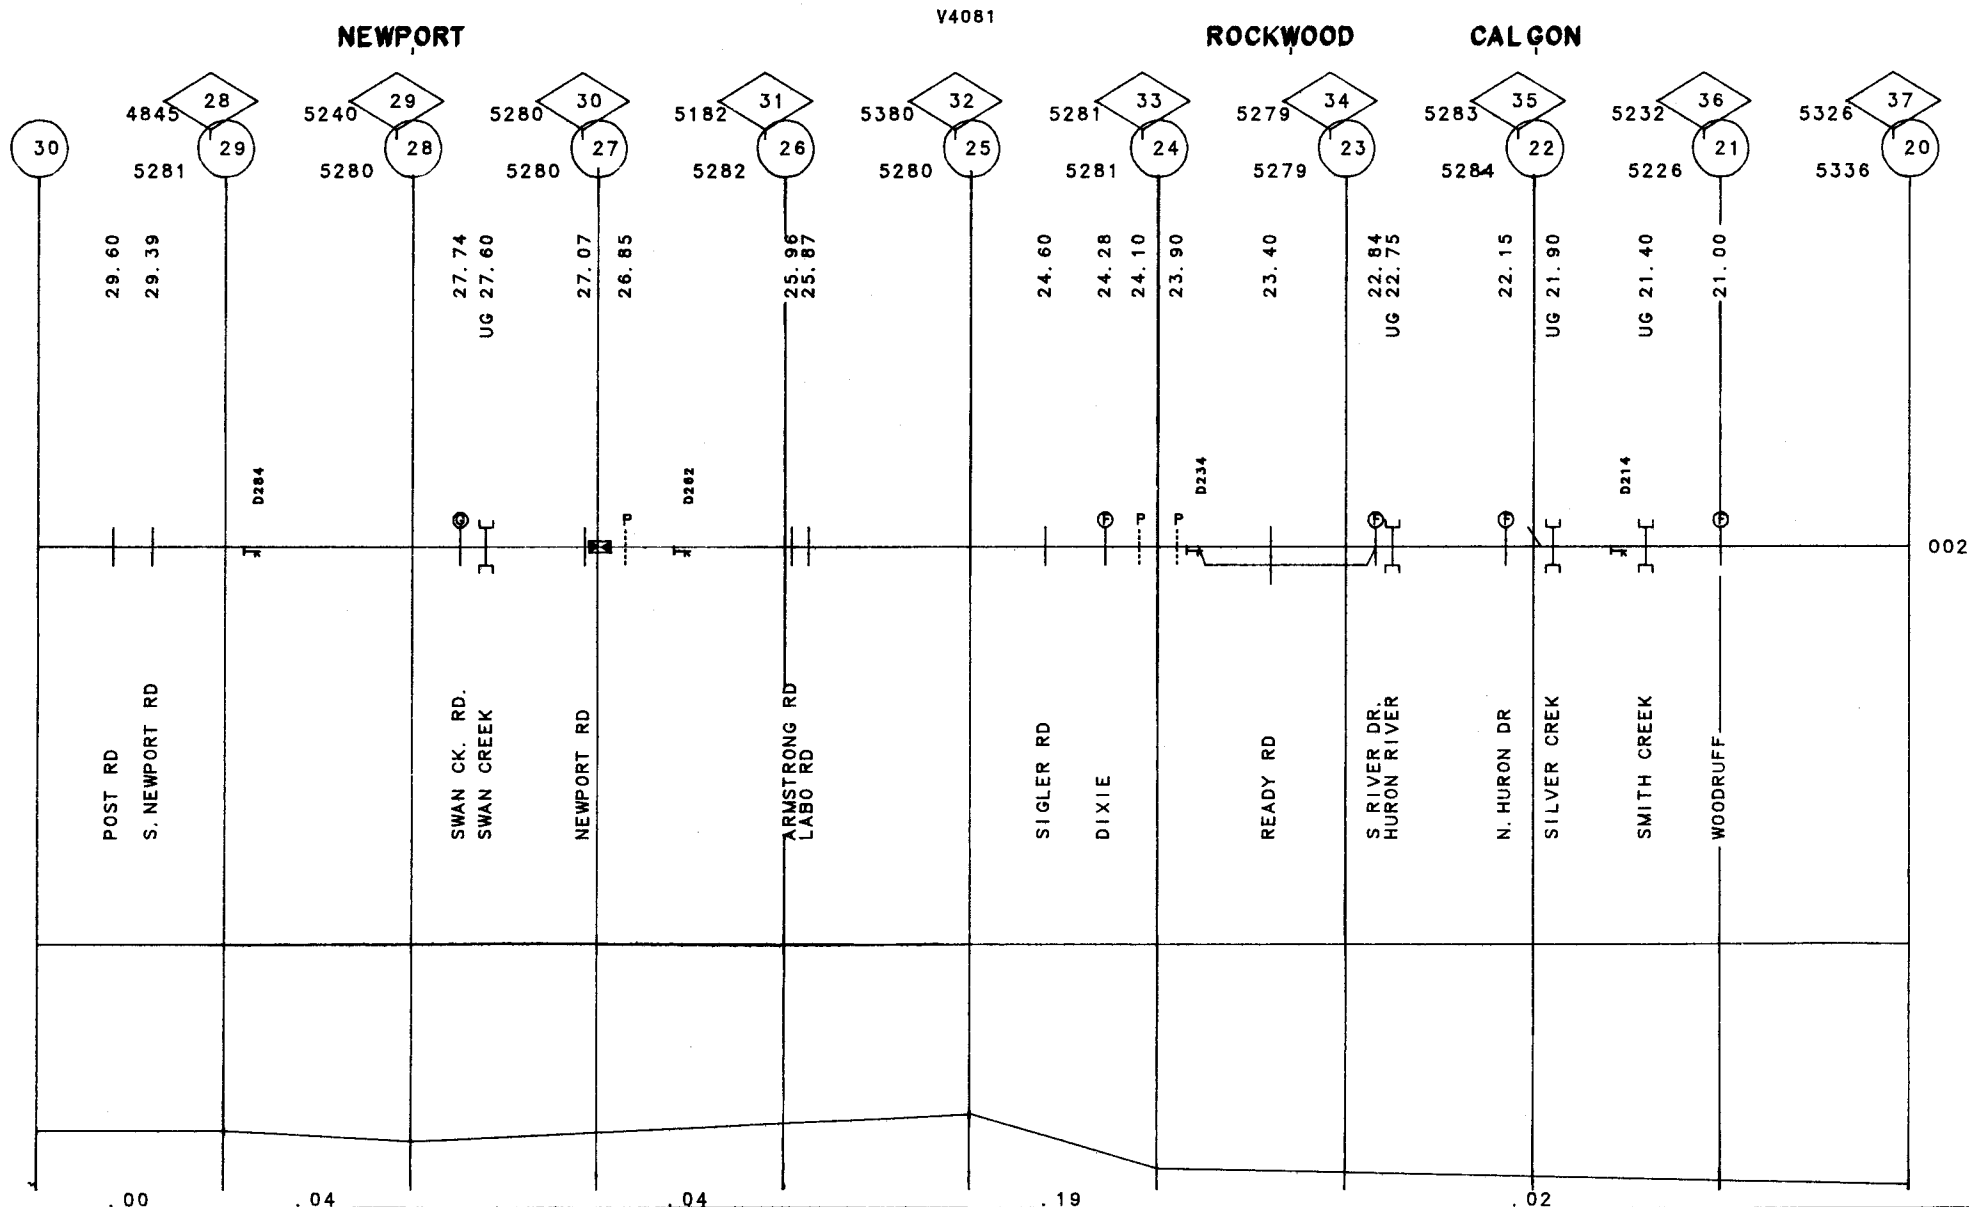 V4081
NEWPORT ROCKWOOD CALGON
28 29 30 31 32 33 34 35 36 37
4845 5240 5280 5182 5380 5281 5279 5283 5232 5326
30 29 28 27 26 25 24 23 22 21 20
5281 5280 5280 5282 5280 5281 5279 5284 5226 5336
29.60
29.39
27.74
UG 27.60
27.07
26.85
25.96
25.87
24.60
24.28
24.10
23.90
23.40
22.84
UG 22.75
22.15
UG 21.90
UG 21.40
21.00
D284
D262
D234
D214
G P F P P F F F
002
POST RD
S. NEWPORT RD
SWAN CK. RD.
SWAN CREEK
NEWPORT RD
ARMSTRONG RD
LABO RD
SIGLER RD
DIXIE
READY RD
S RIVER DR.
HURON RIVER
N. HURON DR
SILVER CREK
SMITH CREEK
WOODRUFF
.00 .04 .04 .19 .02